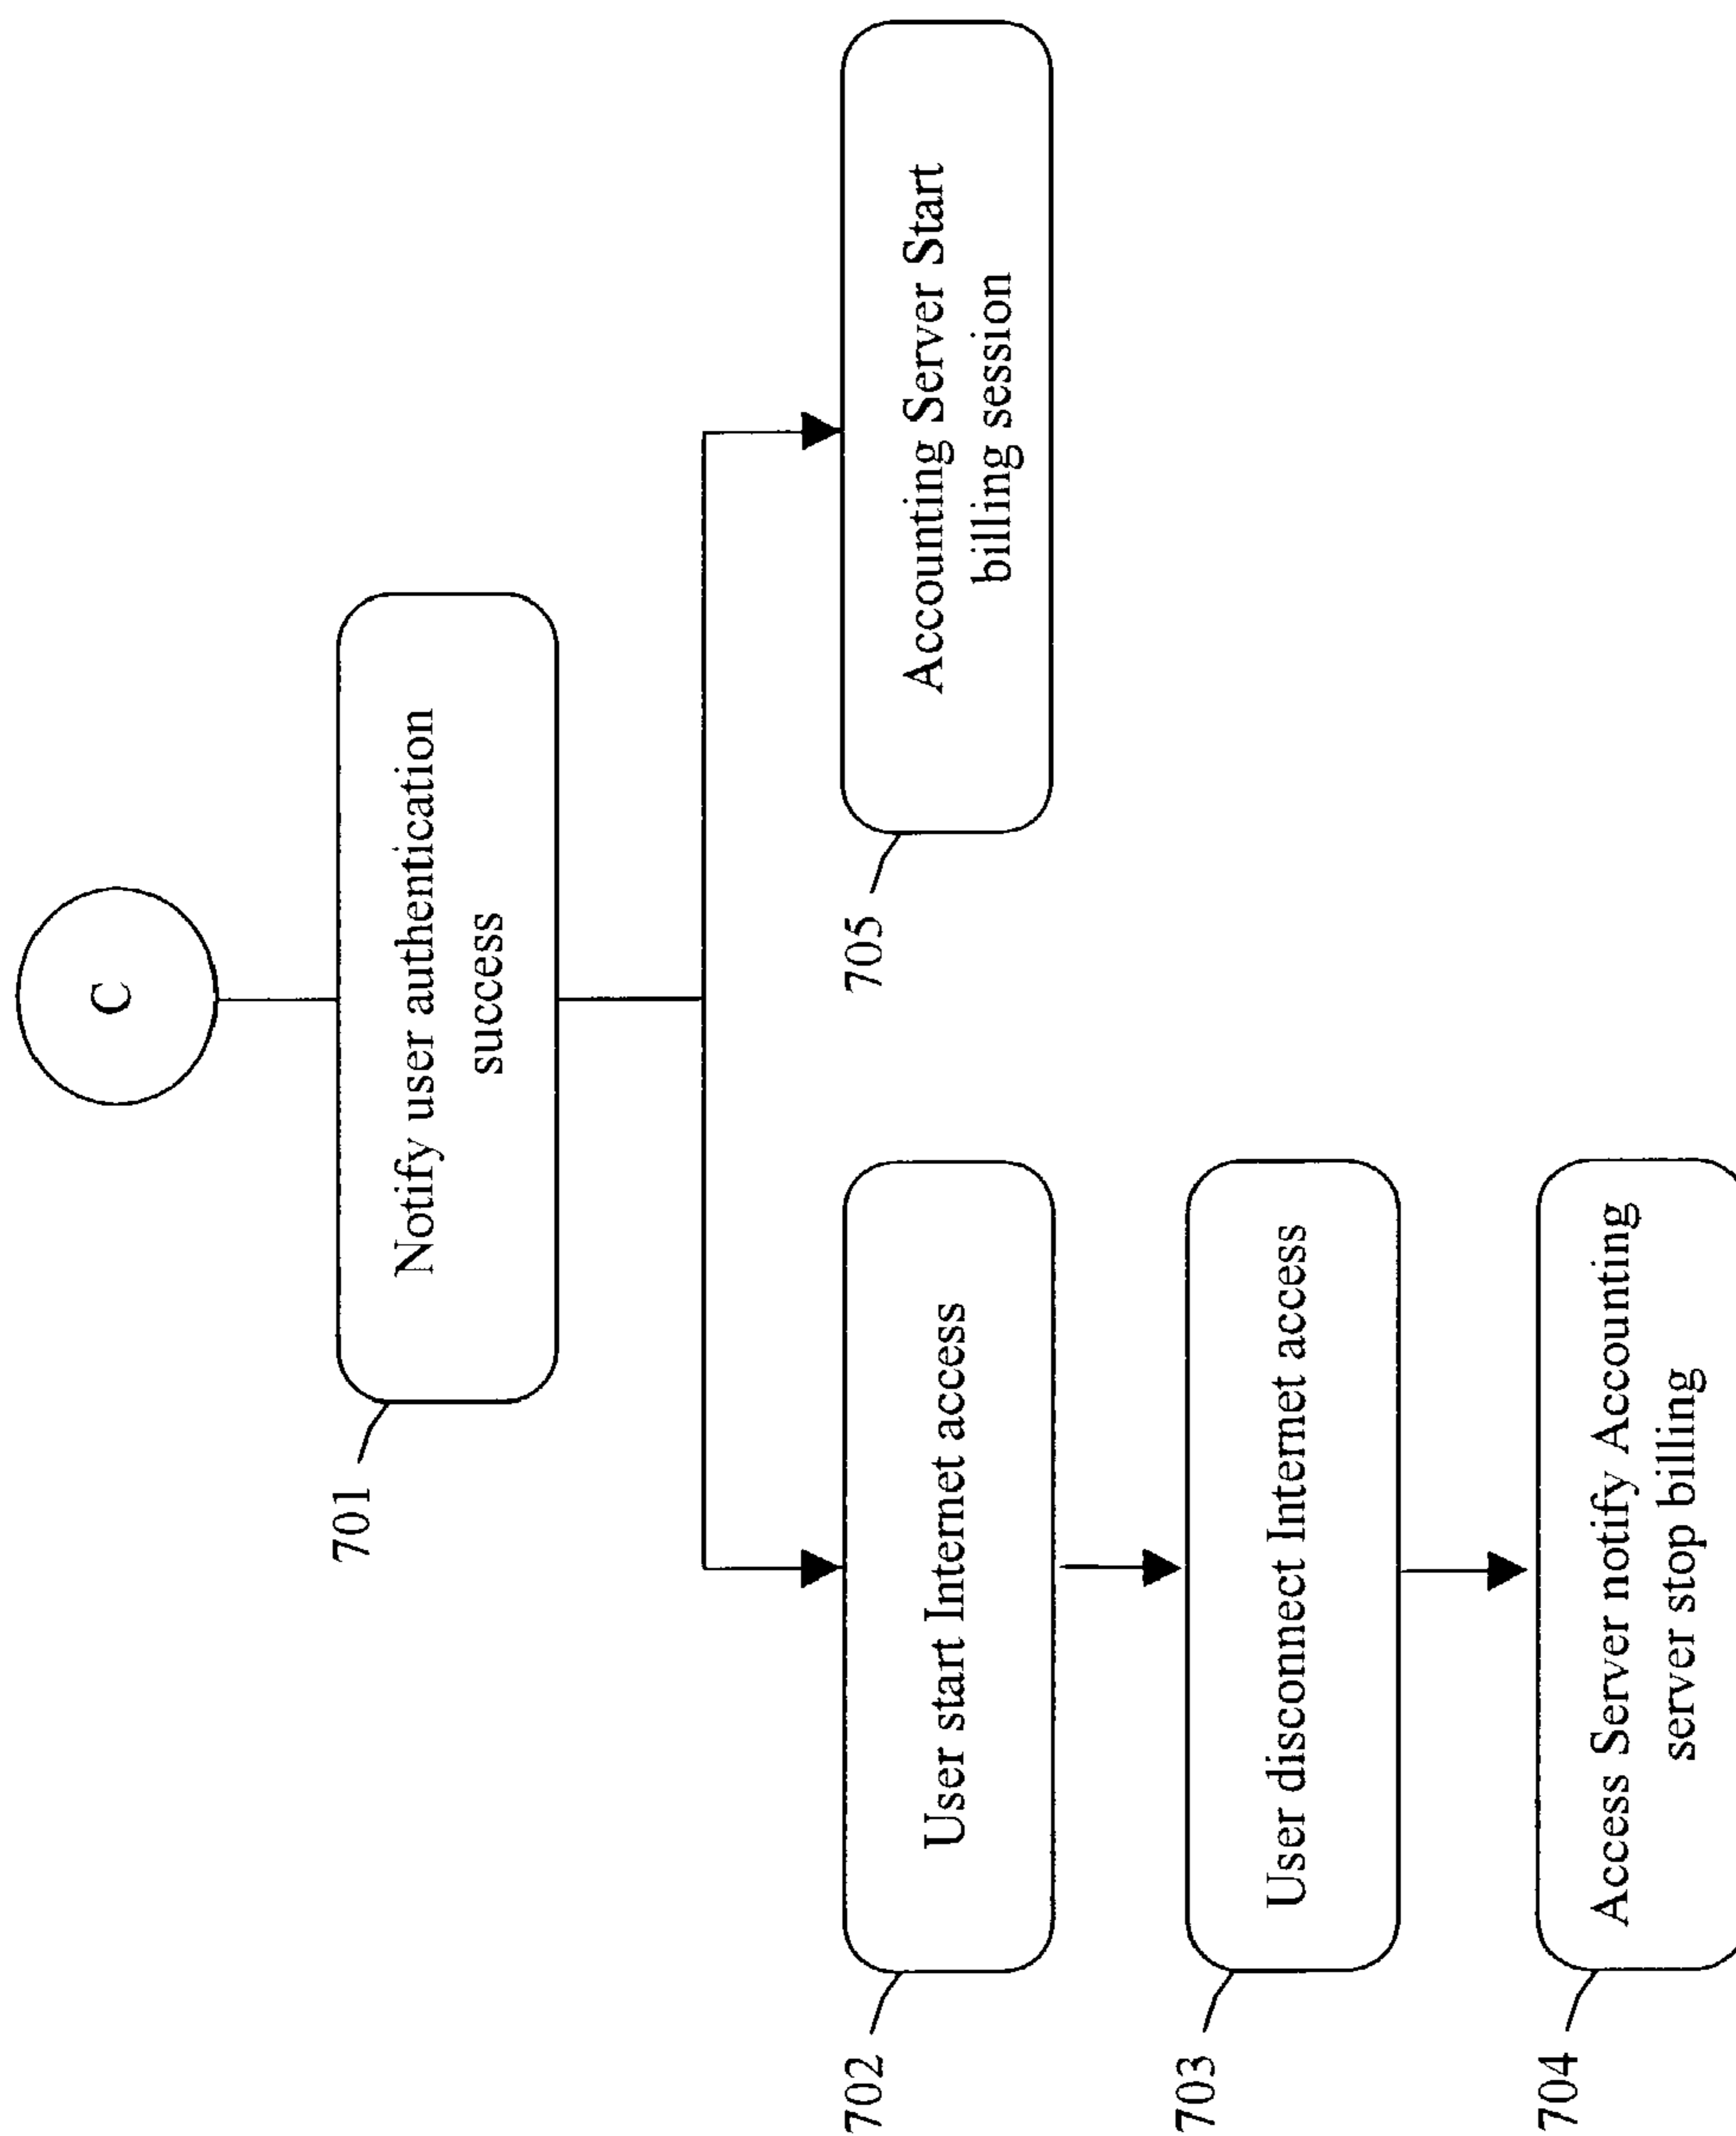 C
701
Notify user authentication
success
702
User start Internet access
705
Accounting Server Start
billing session
703
User disconnect Internet access
704
Access Server notify Accounting
server stop billing